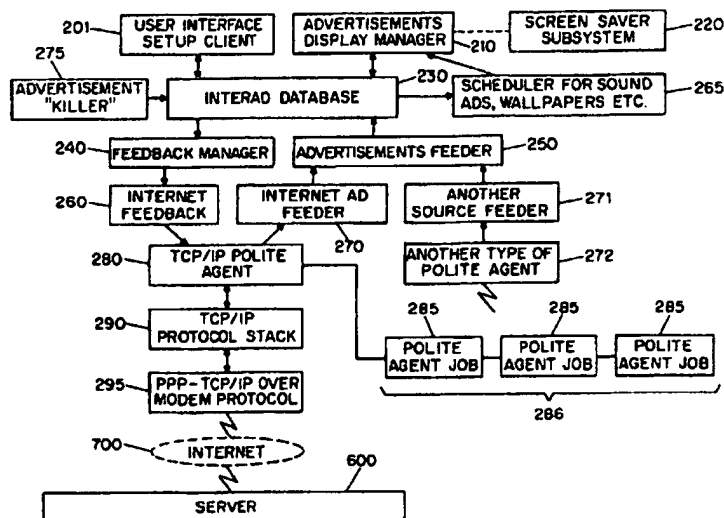 201
USER INTERFACE
SETUP CLIENT
ADVERTISEMENTS
DISPLAY MANAGER
210
SCREEN SAVER
SUBSYSTEM
220
275
ADVERTISEMENT
"KILLER"
230
INTERAD DATABASE
SCHEDULER FOR SOUND
ADS, WALLPAPERS ETC.
265
240
FEEDBACK MANAGER
ADVERTISEMENTS FEEDER
250
260
INTERNET
FEEDBACK
INTERNET AD
FEEDER
270
ANOTHER
SOURCE FEEDER
271
280
TCP/IP POLITE
AGENT
ANOTHER TYPE OF
POLITE AGENT
272
290
TCP/IP
PROTOCOL STACK
285
285
285
POLITE
AGENT JOB
POLITE
AGENT JOB
POLITE
AGENT JOB
286
295
PPP-TCP/IP OVER
MODEM PROTOCOL
700
INTERNET
600
SERVER